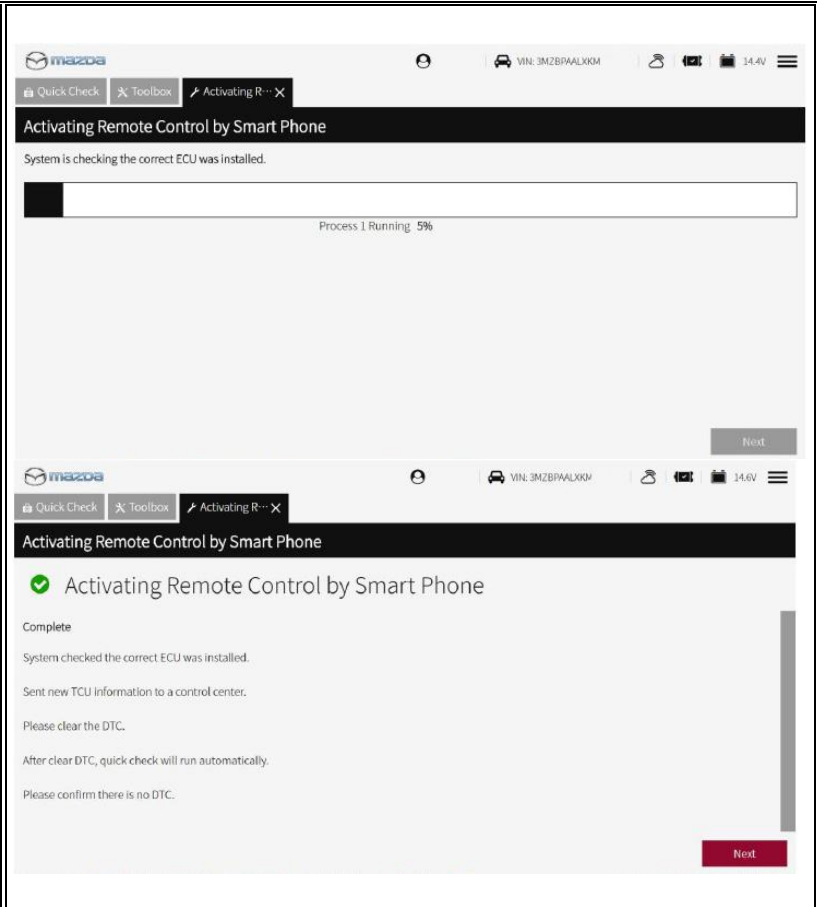 mazda
VIN: 3MZBPAALXKM 14.4V
Quick Check Toolbox Activating R··· X
Activating Remote Control by Smart Phone
System is checking the correct ECU was installed.
Process 1 Running 5%
Next
mazda
VIN: 3MZBPAALXKM 14.6V
Quick Check Toolbox Activating R··· X
Activating Remote Control by Smart Phone
Activating Remote Control by Smart Phone
Complete
System checked the correct ECU was installed.
Sent new TCU information to a control center.
Please clear the DTC.
After clear DTC, quick check will run automatically.
Please confirm there is no DTC.
Next